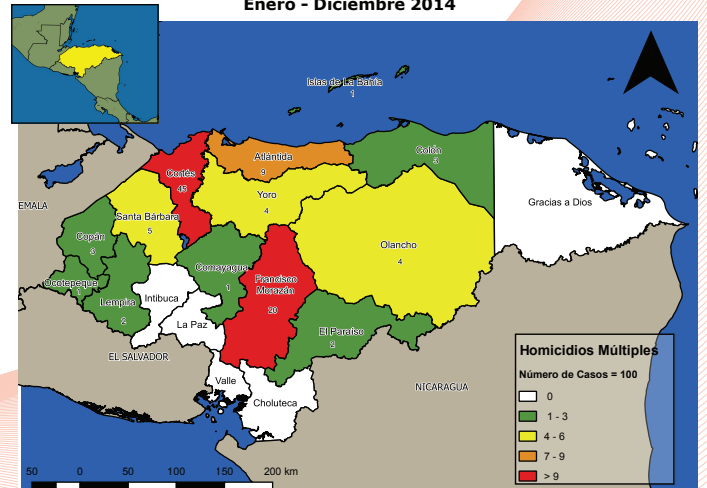 Enero - Diciembre 2014
Islas de La Bahía
1
Atlántida
9
Colón
3
Cortés
45
Yoro
4
Gracias a Dios
EMALA
Santa Bárbara
5
Copán
3
Olancho
4
Comayagua
1
Francisco
Morazán
20
Ocotepeque
1
Lempira
2
Intibuca
La Paz
El Paraíso
2
EL SALVADOR
Valle
Choluteca
NICARAGUA
Homicidios Múltiples
Número de Casos = 100
0
1 - 3
4 - 6
7 - 9
> 9
50 0 50 100 150 200 km